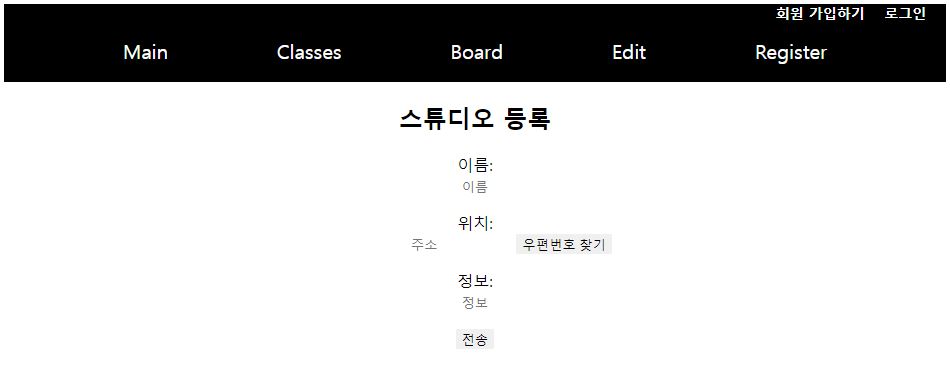 회원 가입하기 로그인
Main Classes Board Edit Register
스튜디오 등록
이름:
이름
위치:
주소 우편번호 찾기
정보:
정보
전송